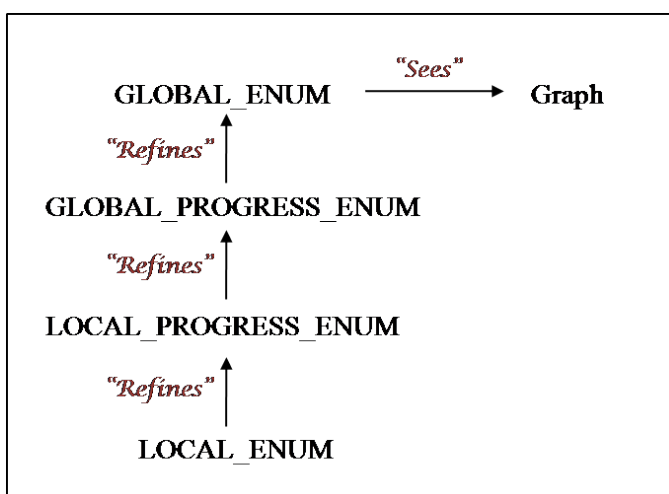 “Sees”
GLOBAL_ENUM Graph
“Refines”
GLOBAL_PROGRESS_ENUM
“Refines”
LOCAL_PROGRESS_ENUM
“Refines”
LOCAL_ENUM